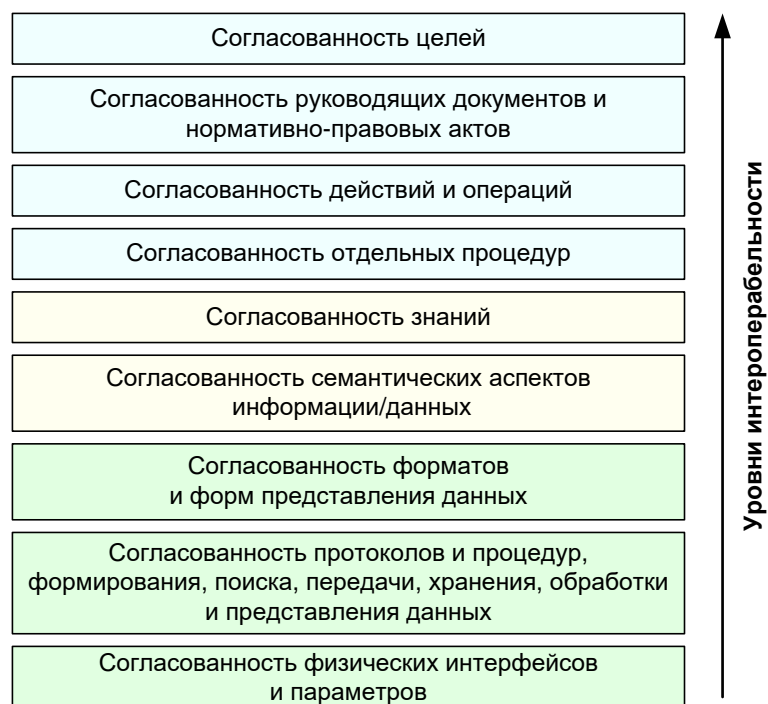 Согласованность целей
Согласованность руководящих документов и
нормативно-правовых актов
Согласованность действий и операций
Согласованность отдельных процедур
Согласованность знаний
Согласованность семантических аспектов
информации/данных
Согласованность форматов
и форм представления данных
Согласованность протоколов и процедур,
формирования, поиска, передачи, хранения, обработки
и представления данных
Согласованность физических интерфейсов
и параметров
Уровни интероперабельности